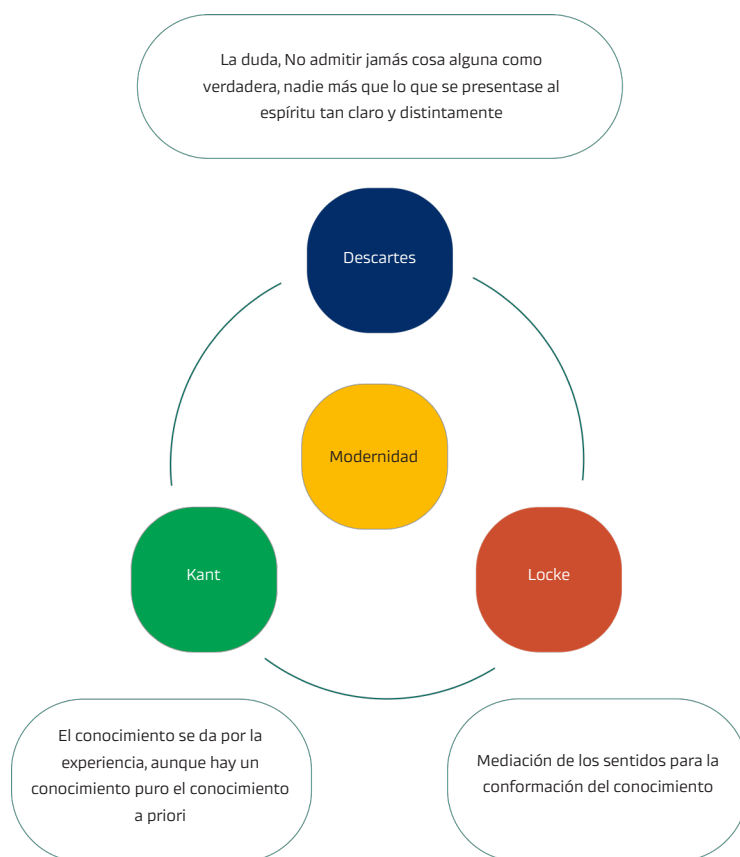 La duda, No admitir jamás cosa alguna como
verdadera, nadie más que lo que se presentase al
espíritu tan claro y distintamente
Descartes
Modernidad
Kant
Locke
El conocimiento se da por la
experiencia, aunque hay un
conocimiento puro el conocimiento
a priori
Mediación de los sentidos para la
conformación del conocimiento